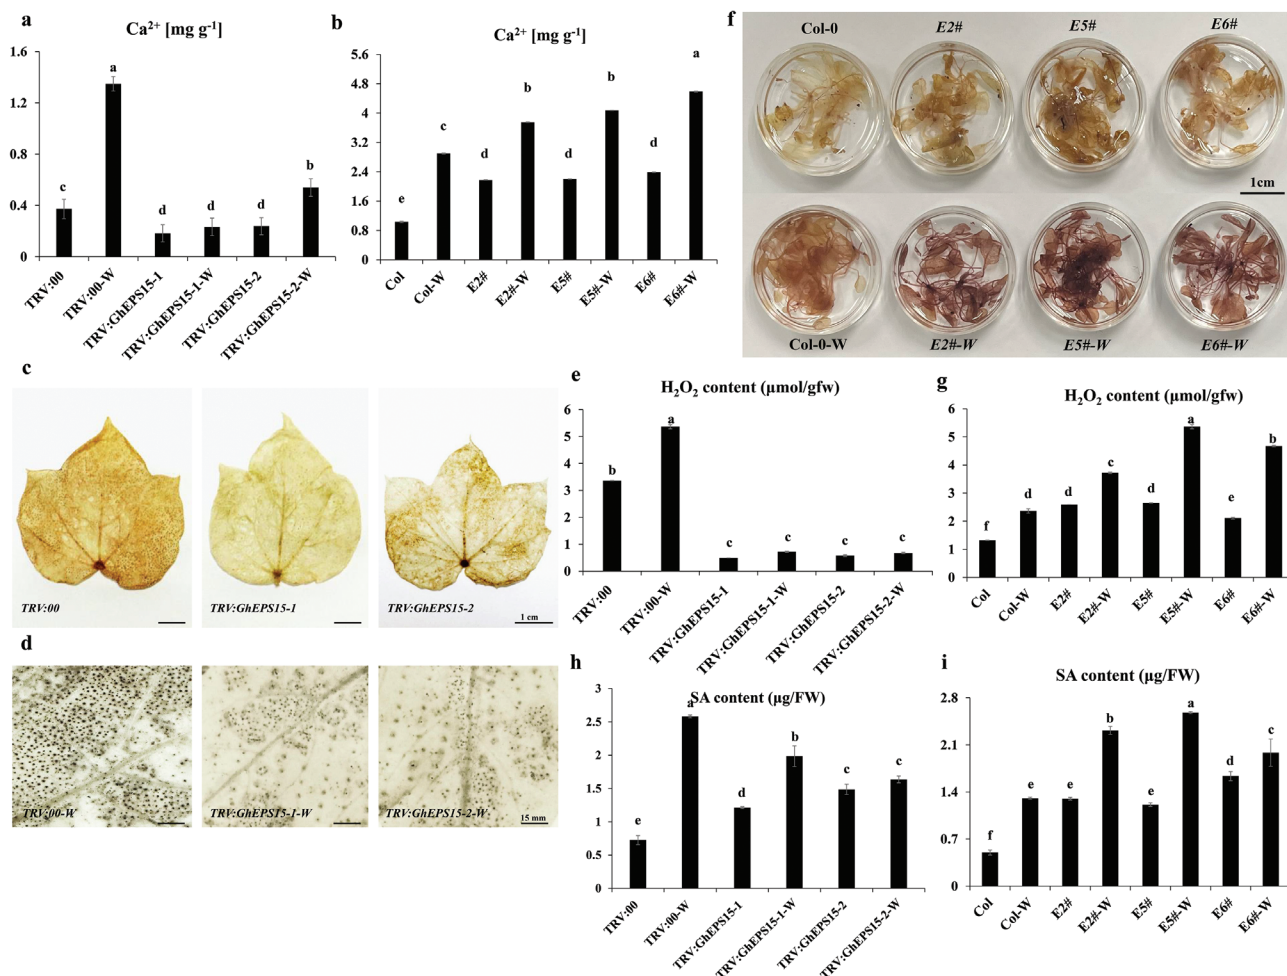 a
Ca²⁺ [mg g⁻¹]
1.6
1.2
0.8
0.4
0
c
a
d
d
d
b
TRV:00
TRV:00-W
TRV:GhEPS15-1
TRV:GhEPS15-1-W
TRV:GhEPS15-2
TRV:GhEPS15-2-W
b
Ca²⁺ [mg g⁻¹]
5.6
4.8
4.0
3.2
2.4
1.6
0.8
0
e
c
d
b
d
b
d
a
Col
Col-W
E2#
E2#-W
E5#
E5#-W
E6#
E6#-W
f
Col-0
E2#
E5#
E6#
1cm
Col-0-W
E2#-W
E5#-W
E6#-W
c
TRV:00
TRV:GhEPS15-1
TRV:GhEPS15-2
1 cm
d
TRV:00-W
TRV:GhEPS15-1-W
TRV:GhEPS15-2-W
15 mm
e
H₂O₂ content (μmol/gfw)
6
5
4
3
2
1
0
b
a
c
c
c
c
TRV:00
TRV:00-W
TRV:GhEPS15-1
TRV:GhEPS15-1-W
TRV:GhEPS15-2
TRV:GhEPS15-2-W
g
H₂O₂ content (μmol/gfw)
6
5
4
3
2
1
0
f
d
d
c
d
a
e
b
Col
Col-W
E2#
E2#-W
E5#
E5#-W
E6#
E6#-W
h
SA content (μg/FW)
3
2.5
2
1.5
1
0.5
0
e
a
d
b
c
c
TRV:00
TRV:00-W
TRV:GhEPS15-1
TRV:GhEPS15-1-W
TRV:GhEPS15-2
TRV:GhEPS15-2-W
i
SA content (μg/FW)
2.8
2.1
1.4
0.7
0
f
e
e
b
e
a
d
c
Col
Col-W
E2#
E2#-W
E5#
E5#-W
E6#
E6#-W